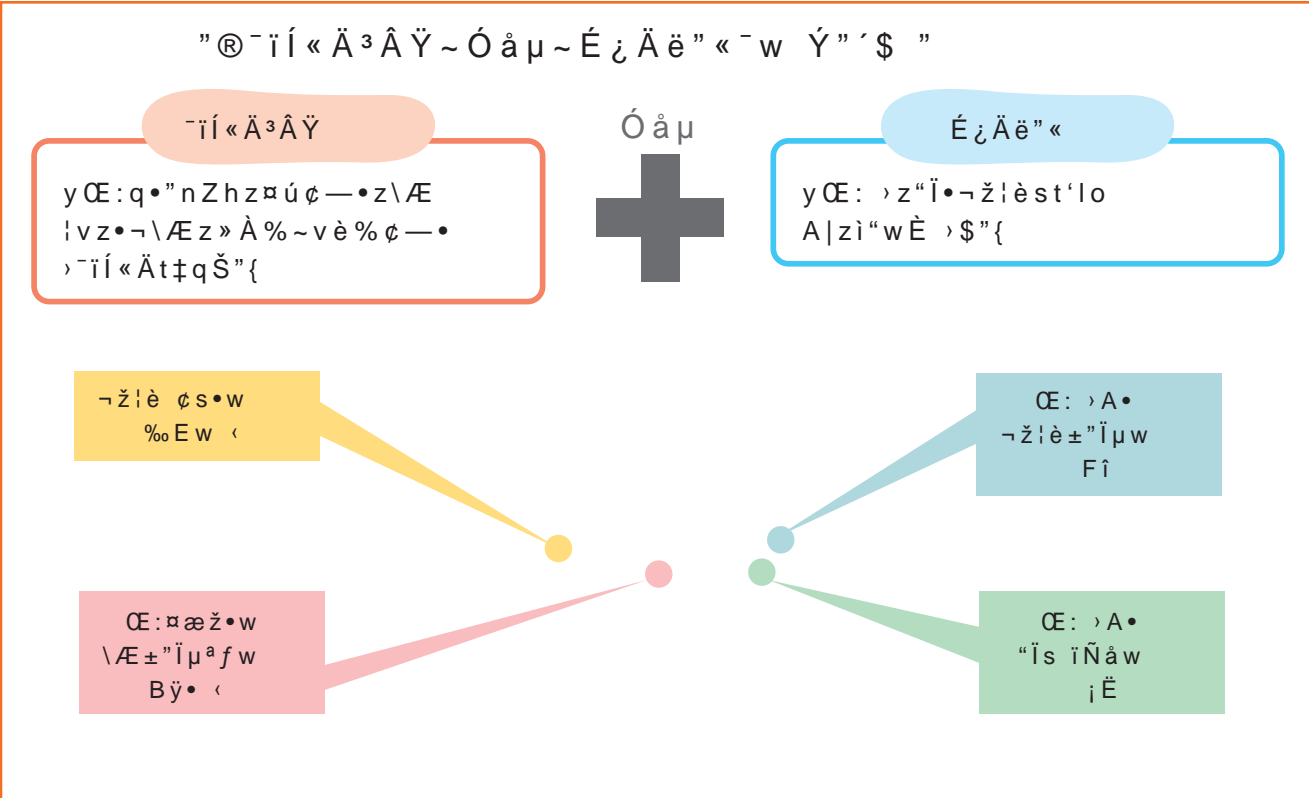 ”®¯ïÍ«Ä³ÂŸ~Óåµ~É¿Äë”«¯w Ý”´$ ”
¯ïÍ«Ä³ÂŸ
yŒ:q•”nZhz¤ú¢—•z\Æ
¦vz•¬\Æz»À%~vè%¢—•
›¯ïÍ«Ät‡qŠ”{
Óåµ
É¿Äë”«
yŒ: ›z“Ï•¬ž¦èst‘Io
A|zì“wÈ ›$”{
¬ž¦è ¢s•w
‰Ew ‹
Œ: ›A•
¬ž¦è±”Ïµw
Fî
Œ:¤æž•w
\Æ±”Ïµªƒw
Bÿ• ‹
Œ: ›A•
“Ïs ïÑåw
¡Ë